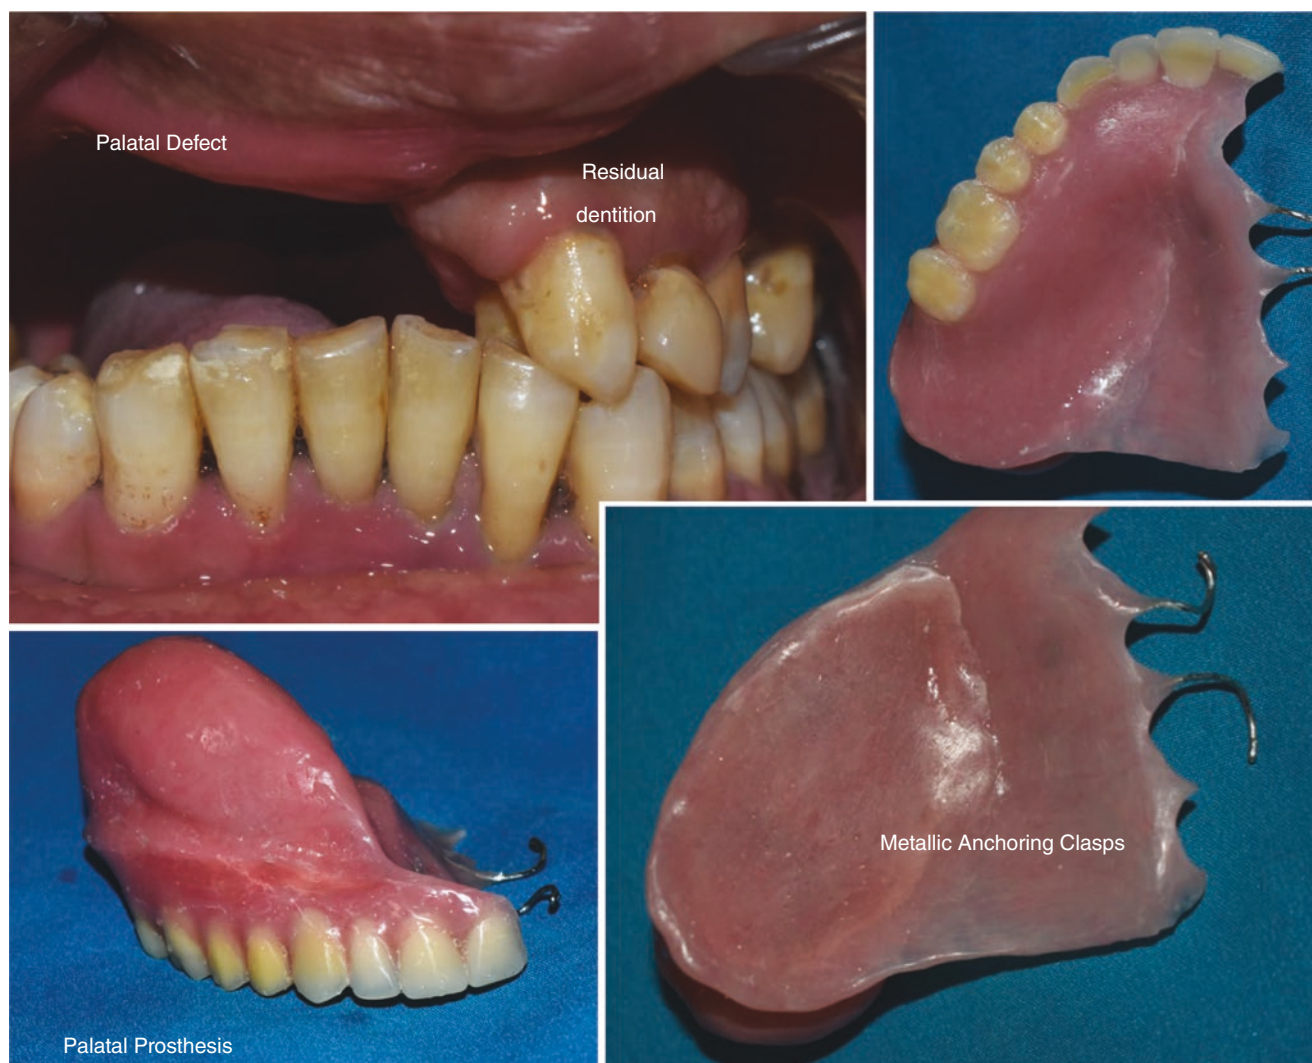 Palatal Defect
Residual
dentition
Metallic Anchoring Clasps
Palatal Prosthesis